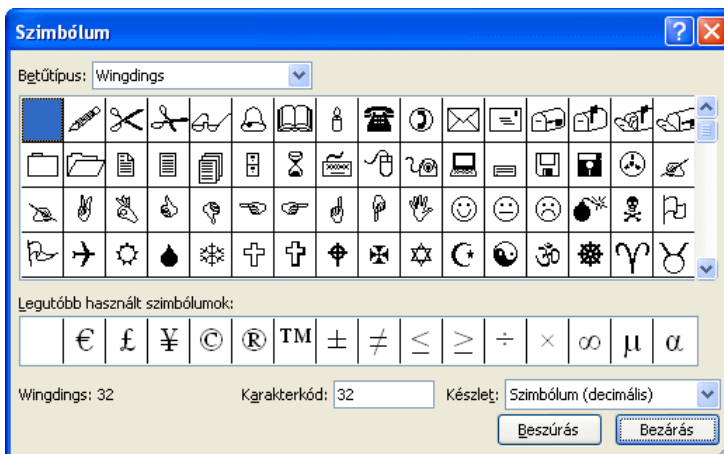 Szimbólum
Betűtípus: Wingdings
Legutóbb használt szimbólumok:
€ £ ¥ © ® ™ ± ≠ ≤ ≥ ÷ × ∞ µ α
Wingdings: 32 Karakterkód: 32 Készlet: Szimbólum (decimális)
Beszúrás Bezárás